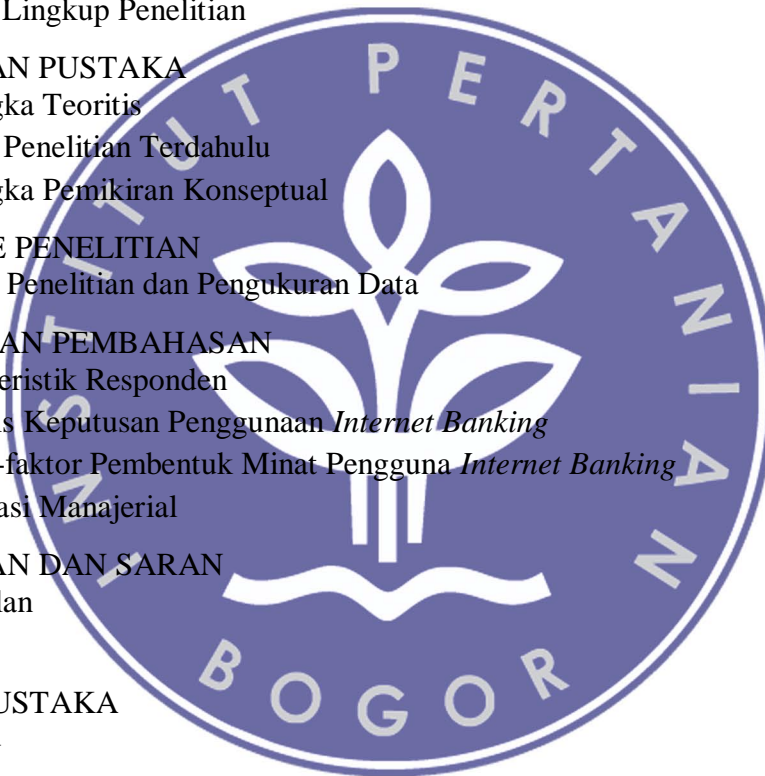 Lingkup Penelitian
AN PUSTAKA
gka Teoritis
Penelitian Terdahulu
gka Pemikiran Konseptual
E PENELITIAN
Penelitian dan Pengukuran Data
AN PEMBAHASAN
eristik Responden
is Keputusan Penggunaan Internet Banking
-faktor Pembentuk Minat Pengguna Internet Banking
asi Manajerial
AN DAN SARAN
lan
USTAKA
INSTITUT PERTANIAN
BOGOR